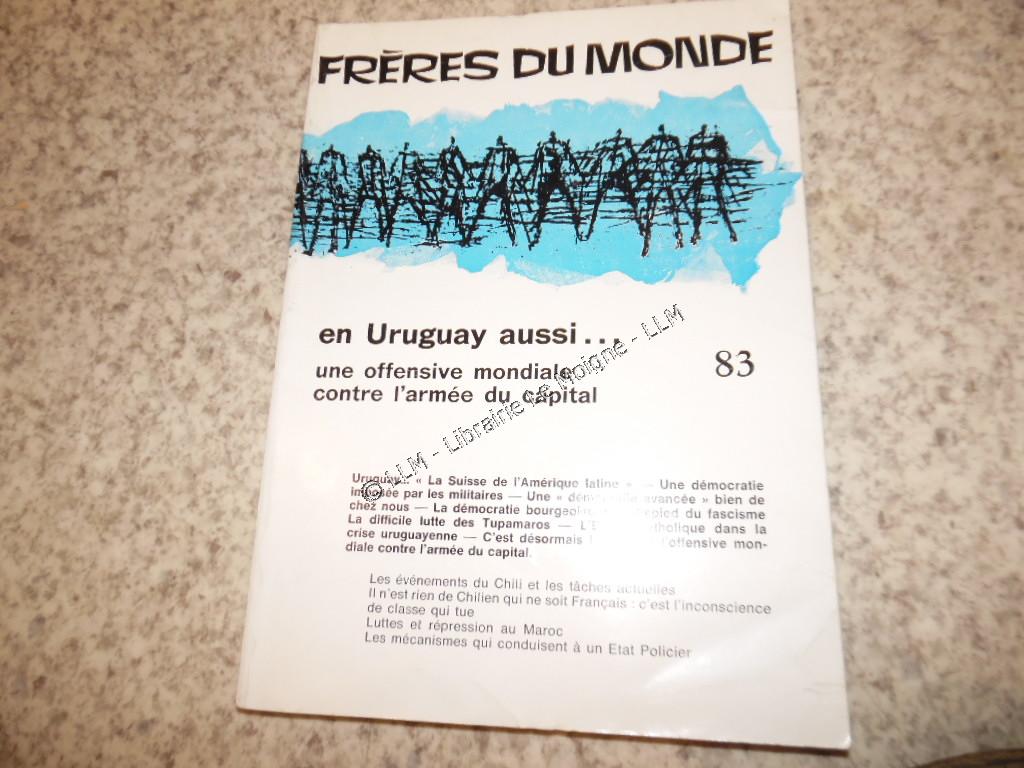 FRÈRES DU MONDE
en Uruguay aussi...
une offensive mondiale
contre l'armée du capital
83
© LLM - Librairie Le Moigne - LLM
Uruguay... « La Suisse de l'Amérique latine » — Une démocratie
imposée par les militaires — Une « avancée » bien de
chez nous — La démocratie bourgeoise du fascisme
La difficile lutte des Tupamaros — dans la
crise uruguayenne — C'est désormais l'offensive mon-
diale contre l'armée du capital.
Les événements du Chili et les tâches actuelles
Il n'est rien de Chilien qui ne soit Français : c'est l'inconscience
de classe qui tue
Luttes et répression au Maroc
Les mécanismes qui conduisent à un Etat Policier